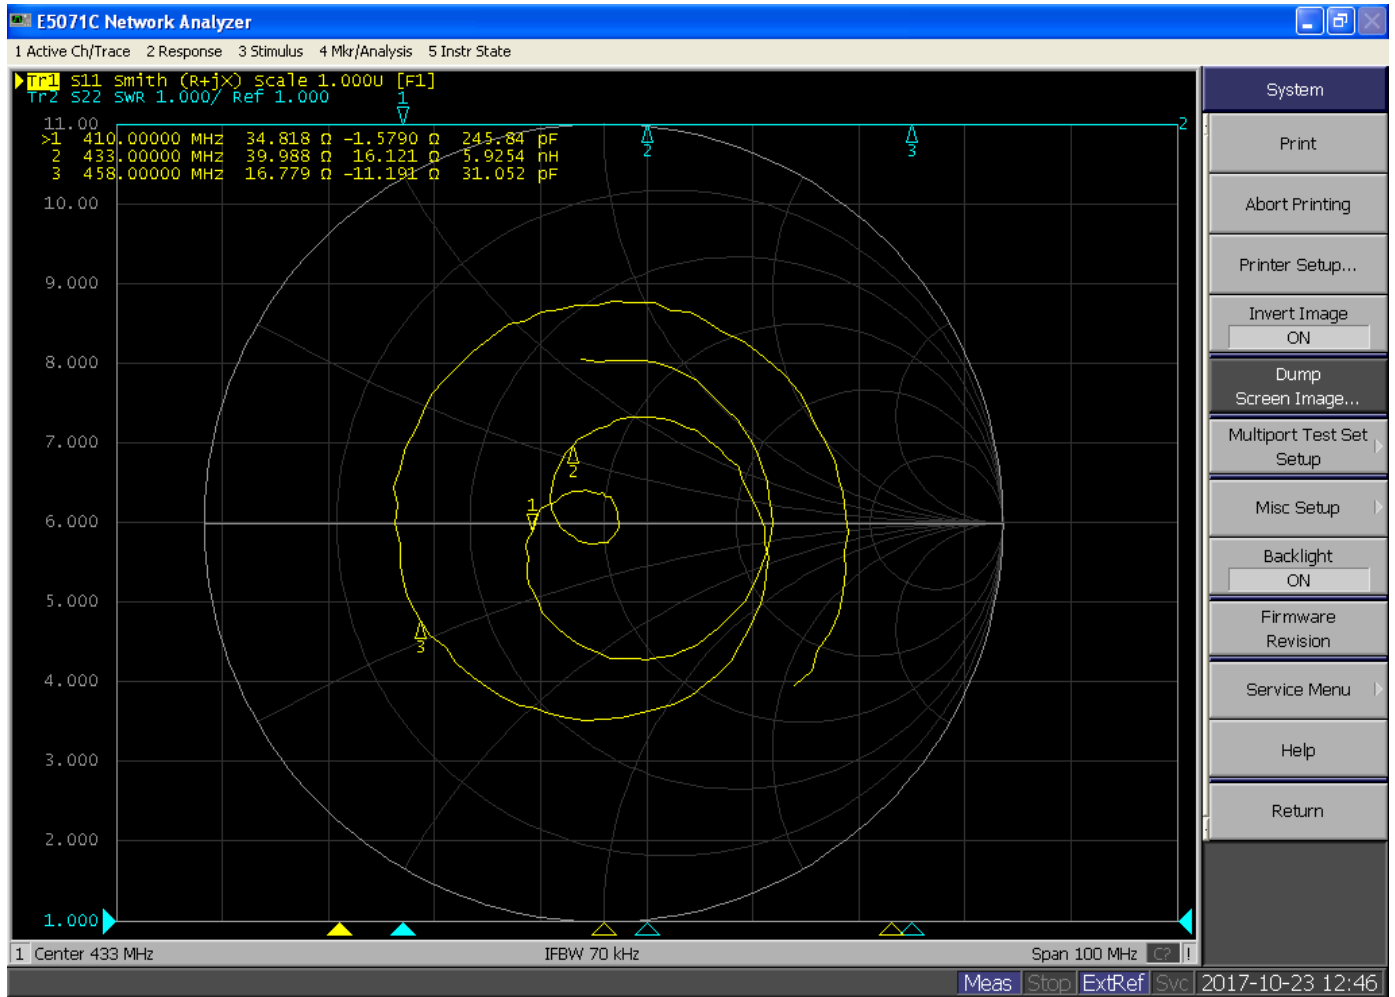 E5071C Network Analyzer
1 Active Ch/Trace 2 Response 3 Stimulus 4 Mkr/Analysis 5 Instr State
Tr1 S11 Smith (R+jX) Scale 1.000U [F1]
Tr2 S22 SWR 1.000/ Ref 1.000
1
11.00
2
>1 410.00000 MHz 34.818 Ω -1.5790 Ω 245.84 pF
2 433.00000 MHz 39.988 Ω 16.121 Ω 5.9254 nH
3 458.00000 MHz 16.779 Ω -11.191 Ω 31.052 pF
2
3
10.00
9.000
8.000
7.000
2
1
6.000
5.000
3
4.000
3.000
2.000
1.000
1 Center 433 MHz
IFBW 70 kHz
Span 100 MHz C? !
Meas Stop ExtRef Svc 2017-10-23 12:46
System
Print
Abort Printing
Printer Setup...
Invert Image
ON
Dump
Screen Image...
Multiport Test Set
Setup
Misc Setup
Backlight
ON
Firmware
Revision
Service Menu
Help
Return